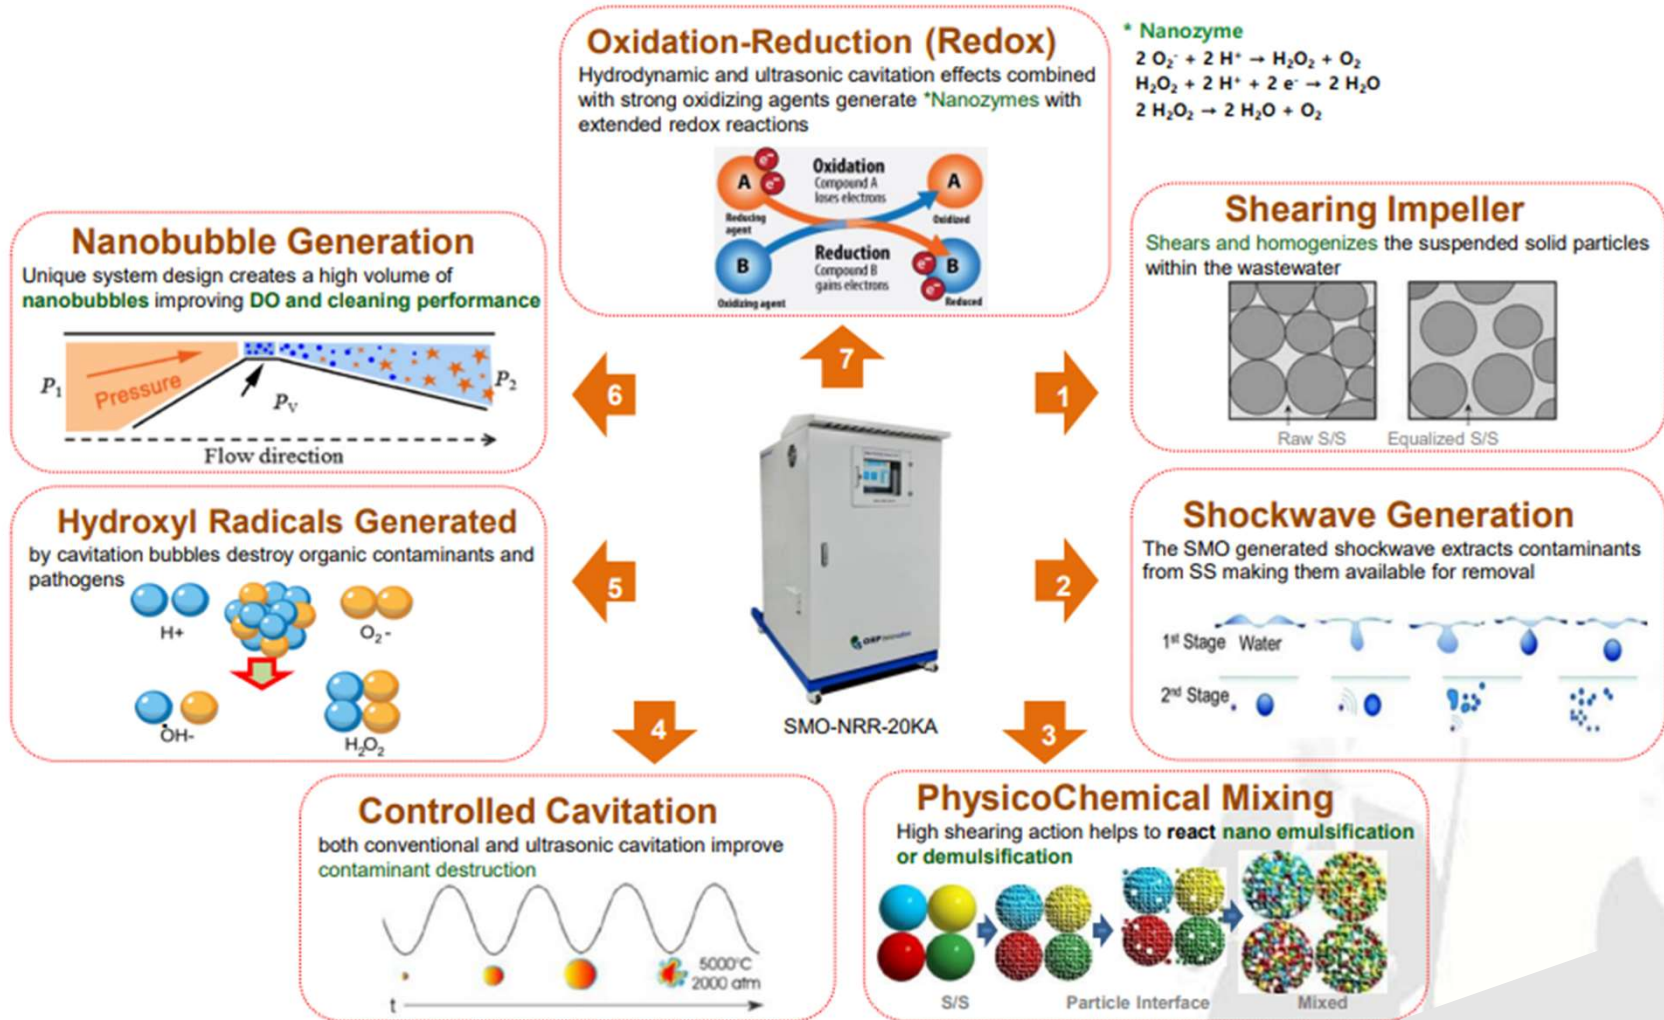 Oxidation-Reduction (Redox)
Hydrodynamic and ultrasonic cavitation effects combined
with strong oxidizing agents generate *Nanozymes with
extended redox reactions
A
e⁻
e⁻
Reducing
agent
Oxidation
Compound A
loses electrons
A
Oxidized
B
Oxidizing agent
Reduction
Compound B
gains electrons
e⁻
e⁻
B
Reduced
* Nanozyme
2 O₂⁻ + 2 H⁺ → H₂O₂ + O₂
H₂O₂ + 2 H⁺ + 2 e⁻ → 2 H₂O
2 H₂O₂ → 2 H₂O + O₂
Nanobubble Generation
Unique system design creates a high volume of
nanobubbles improving DO and cleaning performance
P₁
Pressure
Pᵥ
P₂
Flow direction
Shearing Impeller
Shears and homogenizes the suspended solid particles
within the wastewater
Raw S/S
Equalized S/S
7
6
1
5
2
4
3
SMO-NRR-20KA
Hydroxyl Radicals Generated
by cavitation bubbles destroy organic contaminants and
pathogens
H+
O₂-
•OH-
H₂O₂
Shockwave Generation
The SMO generated shockwave extracts contaminants
from SS making them available for removal
1st Stage Water
2nd Stage
Controlled Cavitation
both conventional and ultrasonic cavitation improve
contaminant destruction
5000°C
2000 atm
t
PhysicoChemical Mixing
High shearing action helps to react nano emulsification
or demulsification
S/S
Particle Interface
Mixed